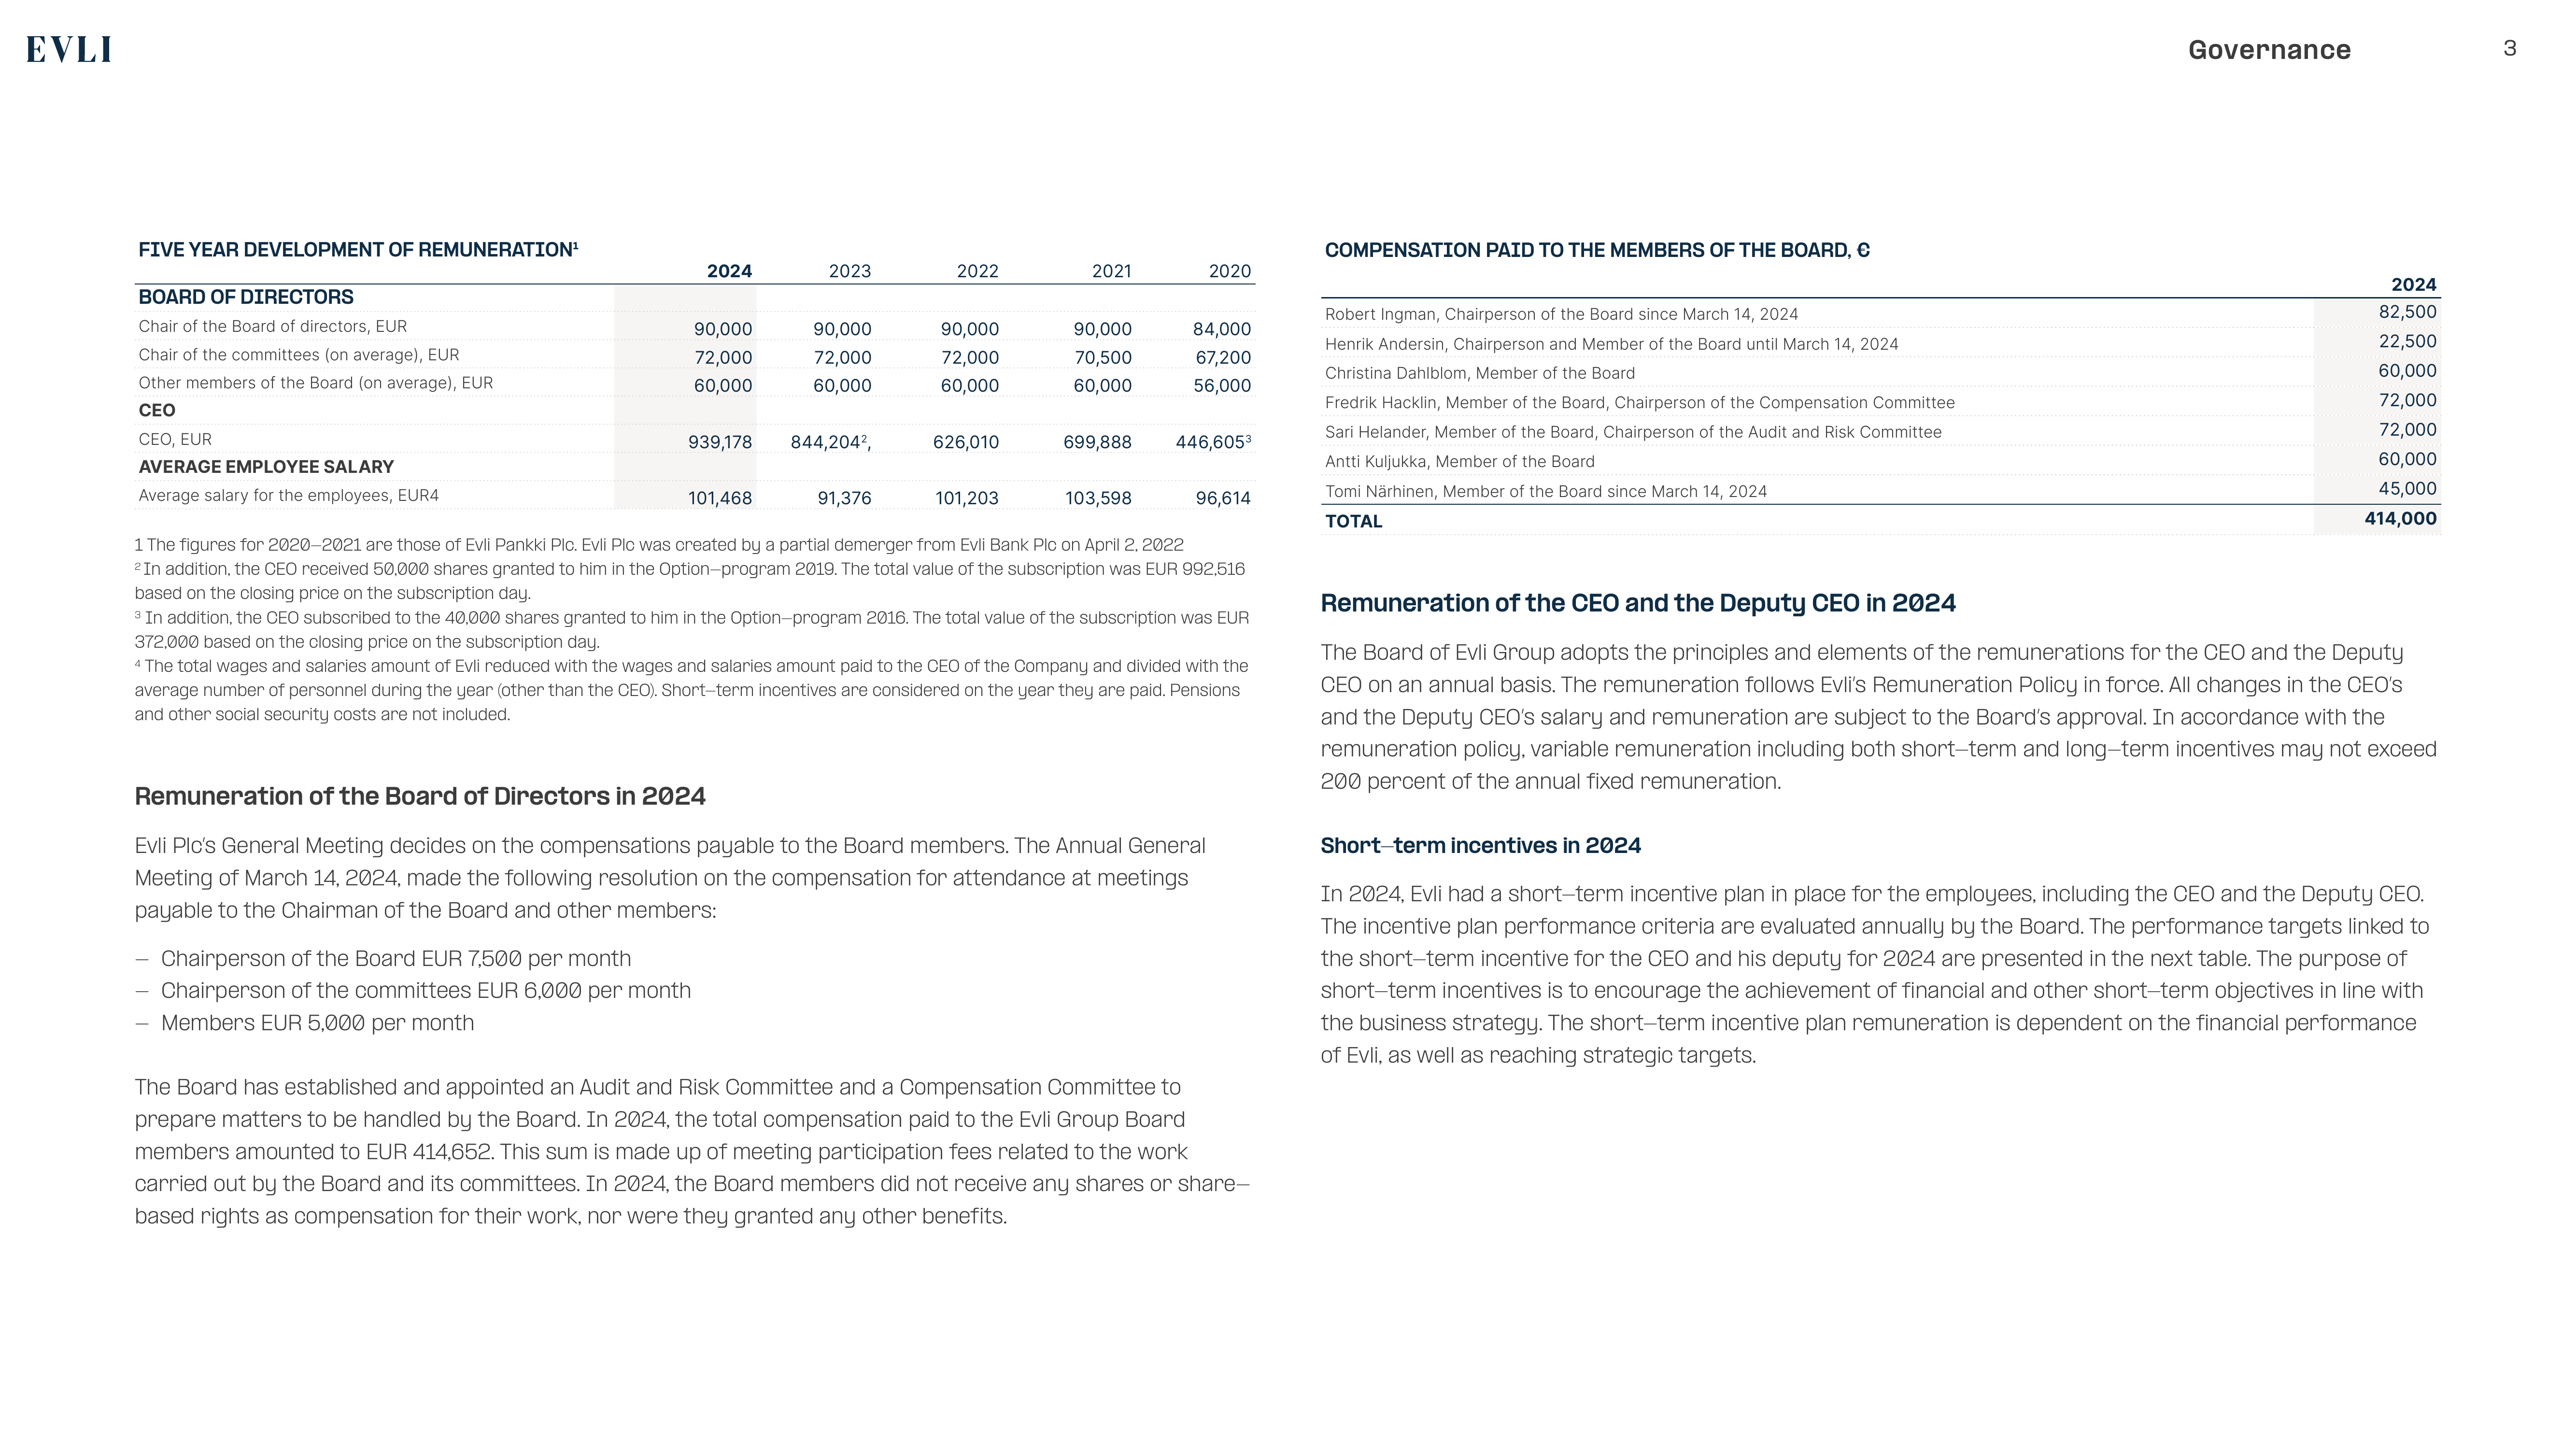 EVLI
Governance
3
FIVE YEAR DEVELOPMENT OF REMUNERATION¹
2024 2023 2022 2021 2020
BOARD OF DIRECTORS
Chair of the Board of directors, EUR 90,000 90,000 90,000 90,000 84,000
Chair of the committees (on average), EUR 72,000 72,000 72,000 70,500 67,200
Other members of the Board (on average), EUR 60,000 60,000 60,000 60,000 56,000
CEO
CEO, EUR 939,178 844,204², 626,010 699,888 446,605³
AVERAGE EMPLOYEE SALARY
Average salary for the employees, EUR4 101,468 91,376 101,203 103,598 96,614
1 The figures for 2020–2021 are those of Evli Pankki Plc. Evli Plc was created by a partial demerger from Evli Bank Plc on April 2, 2022
² In addition, the CEO received 50,000 shares granted to him in the Option–program 2019. The total value of the subscription was EUR 992,516
based on the closing price on the subscription day.
³ In addition, the CEO subscribed to the 40,000 shares granted to him in the Option–program 2016. The total value of the subscription was EUR
372,000 based on the closing price on the subscription day.
⁴ The total wages and salaries amount of Evli reduced with the wages and salaries amount paid to the CEO of the Company and divided with the
average number of personnel during the year (other than the CEO). Short–term incentives are considered on the year they are paid. Pensions
and other social security costs are not included.
Remuneration of the Board of Directors in 2024
Evli Plc's General Meeting decides on the compensations payable to the Board members. The Annual General
Meeting of March 14, 2024, made the following resolution on the compensation for attendance at meetings
payable to the Chairman of the Board and other members:
– Chairperson of the Board EUR 7,500 per month
– Chairperson of the committees EUR 6,000 per month
– Members EUR 5,000 per month
The Board has established and appointed an Audit and Risk Committee and a Compensation Committee to
prepare matters to be handled by the Board. In 2024, the total compensation paid to the Evli Group Board
members amounted to EUR 414,652. This sum is made up of meeting participation fees related to the work
carried out by the Board and its committees. In 2024, the Board members did not receive any shares or share–
based rights as compensation for their work, nor were they granted any other benefits.
COMPENSATION PAID TO THE MEMBERS OF THE BOARD, €
2024
Robert Ingman, Chairperson of the Board since March 14, 2024 82,500
Henrik Andersin, Chairperson and Member of the Board until March 14, 2024 22,500
Christina Dahlblom, Member of the Board 60,000
Fredrik Hacklin, Member of the Board, Chairperson of the Compensation Committee 72,000
Sari Helander, Member of the Board, Chairperson of the Audit and Risk Committee 72,000
Antti Kuljukka, Member of the Board 60,000
Tomi Närhinen, Member of the Board since March 14, 2024 45,000
TOTAL 414,000
Remuneration of the CEO and the Deputy CEO in 2024
The Board of Evli Group adopts the principles and elements of the remunerations for the CEO and the Deputy
CEO on an annual basis. The remuneration follows Evli's Remuneration Policy in force. All changes in the CEO's
and the Deputy CEO's salary and remuneration are subject to the Board's approval. In accordance with the
remuneration policy, variable remuneration including both short–term and long–term incentives may not exceed
200 percent of the annual fixed remuneration.
Short–term incentives in 2024
In 2024, Evli had a short–term incentive plan in place for the employees, including the CEO and the Deputy CEO.
The incentive plan performance criteria are evaluated annually by the Board. The performance targets linked to
the short–term incentive for the CEO and his deputy for 2024 are presented in the next table. The purpose of
short–term incentives is to encourage the achievement of financial and other short–term objectives in line with
the business strategy. The short–term incentive plan remuneration is dependent on the financial performance
of Evli, as well as reaching strategic targets.